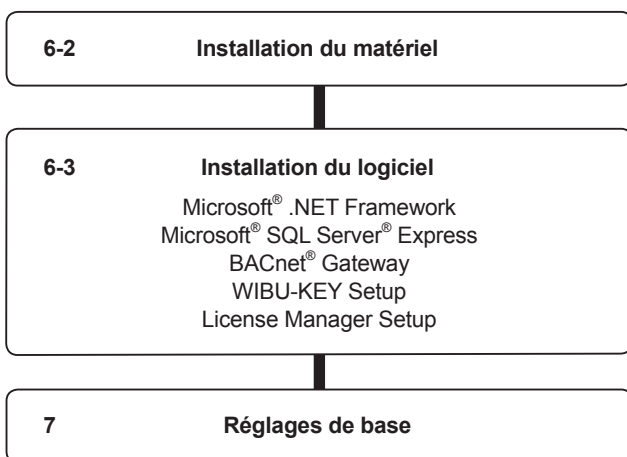 6-2 Installation du matériel
6-3 Installation du logiciel
Microsoft® .NET Framework
Microsoft® SQL Server® Express
BACnet® Gateway
WIBU-KEY Setup
License Manager Setup
7 Réglages de base